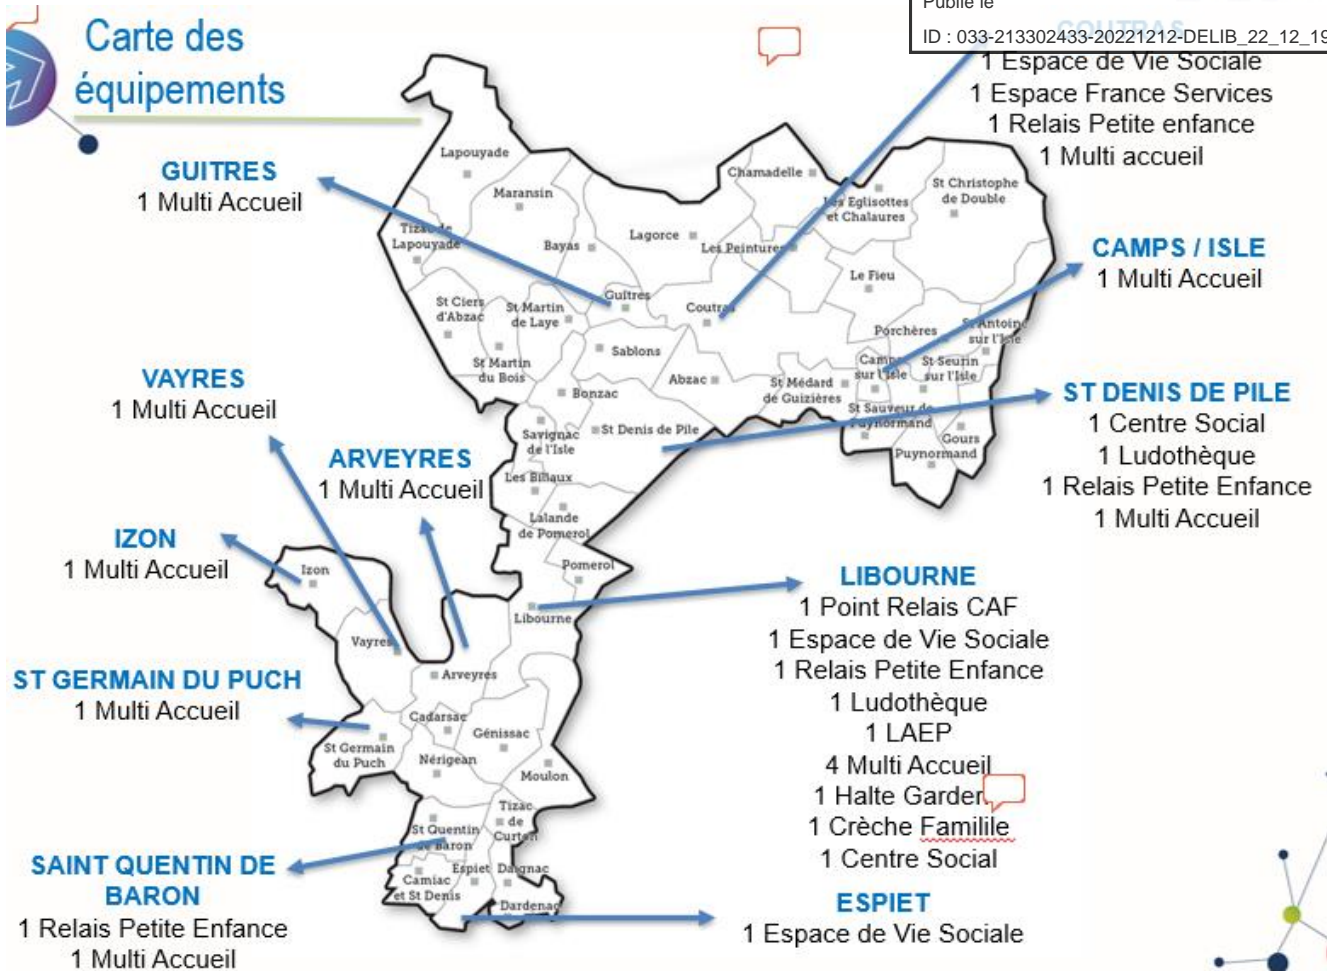 Publié le
ID : 033-213302433-20221212-DELIB_22_12_19
Carte des
équipements
COUTRAS
1 Espace de Vie Sociale
1 Espace France Services
1 Relais Petite enfance
1 Multi accueil
GUITRES
1 Multi Accueil
CAMPS / ISLE
1 Multi Accueil
VAYRES
1 Multi Accueil
ST DENIS DE PILE
1 Centre Social
1 Ludothèque
1 Relais Petite Enfance
1 Multi Accueil
ARVEYRES
1 Multi Accueil
IZON
1 Multi Accueil
LIBOURNE
1 Point Relais CAF
1 Espace de Vie Sociale
1 Relais Petite Enfance
1 Ludothèque
1 LAEP
4 Multi Accueil
1 Halte Garder
1 Crèche Familile
1 Centre Social
ST GERMAIN DU PUCH
1 Multi Accueil
SAINT QUENTIN DE
BARON
1 Relais Petite Enfance
1 Multi Accueil
ESPIET
1 Espace de Vie Sociale
Lapouyade
Maransin
Chamadelle
Les Eglisottes
et Chalaures
St Christophe
de Double
Tizac de
Lapouyade
Bayas
Lagorce
Les Peintures
Le Fieu
St Ciers
d'Abzac
St Martin
de Laye
Guîtres
Coutras
Porchères
St Antoine
sur l'Isle
St Martin
du Bois
Sablons
Abzac
St Médard
de Guizières
Camps
sur l'Isle
St Seurin
sur l'Isle
Bonzac
St Sauveur de
Puynormand
Savignac
de l'Isle
St Denis de Pile
Gours
Puynormand
Les Billaux
Lalande
de Pomerol
Pomerol
Izon
Libourne
Vayres
Arveyres
Cadarsac
Génissac
St Germain
du Puch
Nérigean
Moulon
Tizac
de
Curton
St Quentin
de Baron
Espiet
Daignac
Camiac
et St Denis
Dardenac